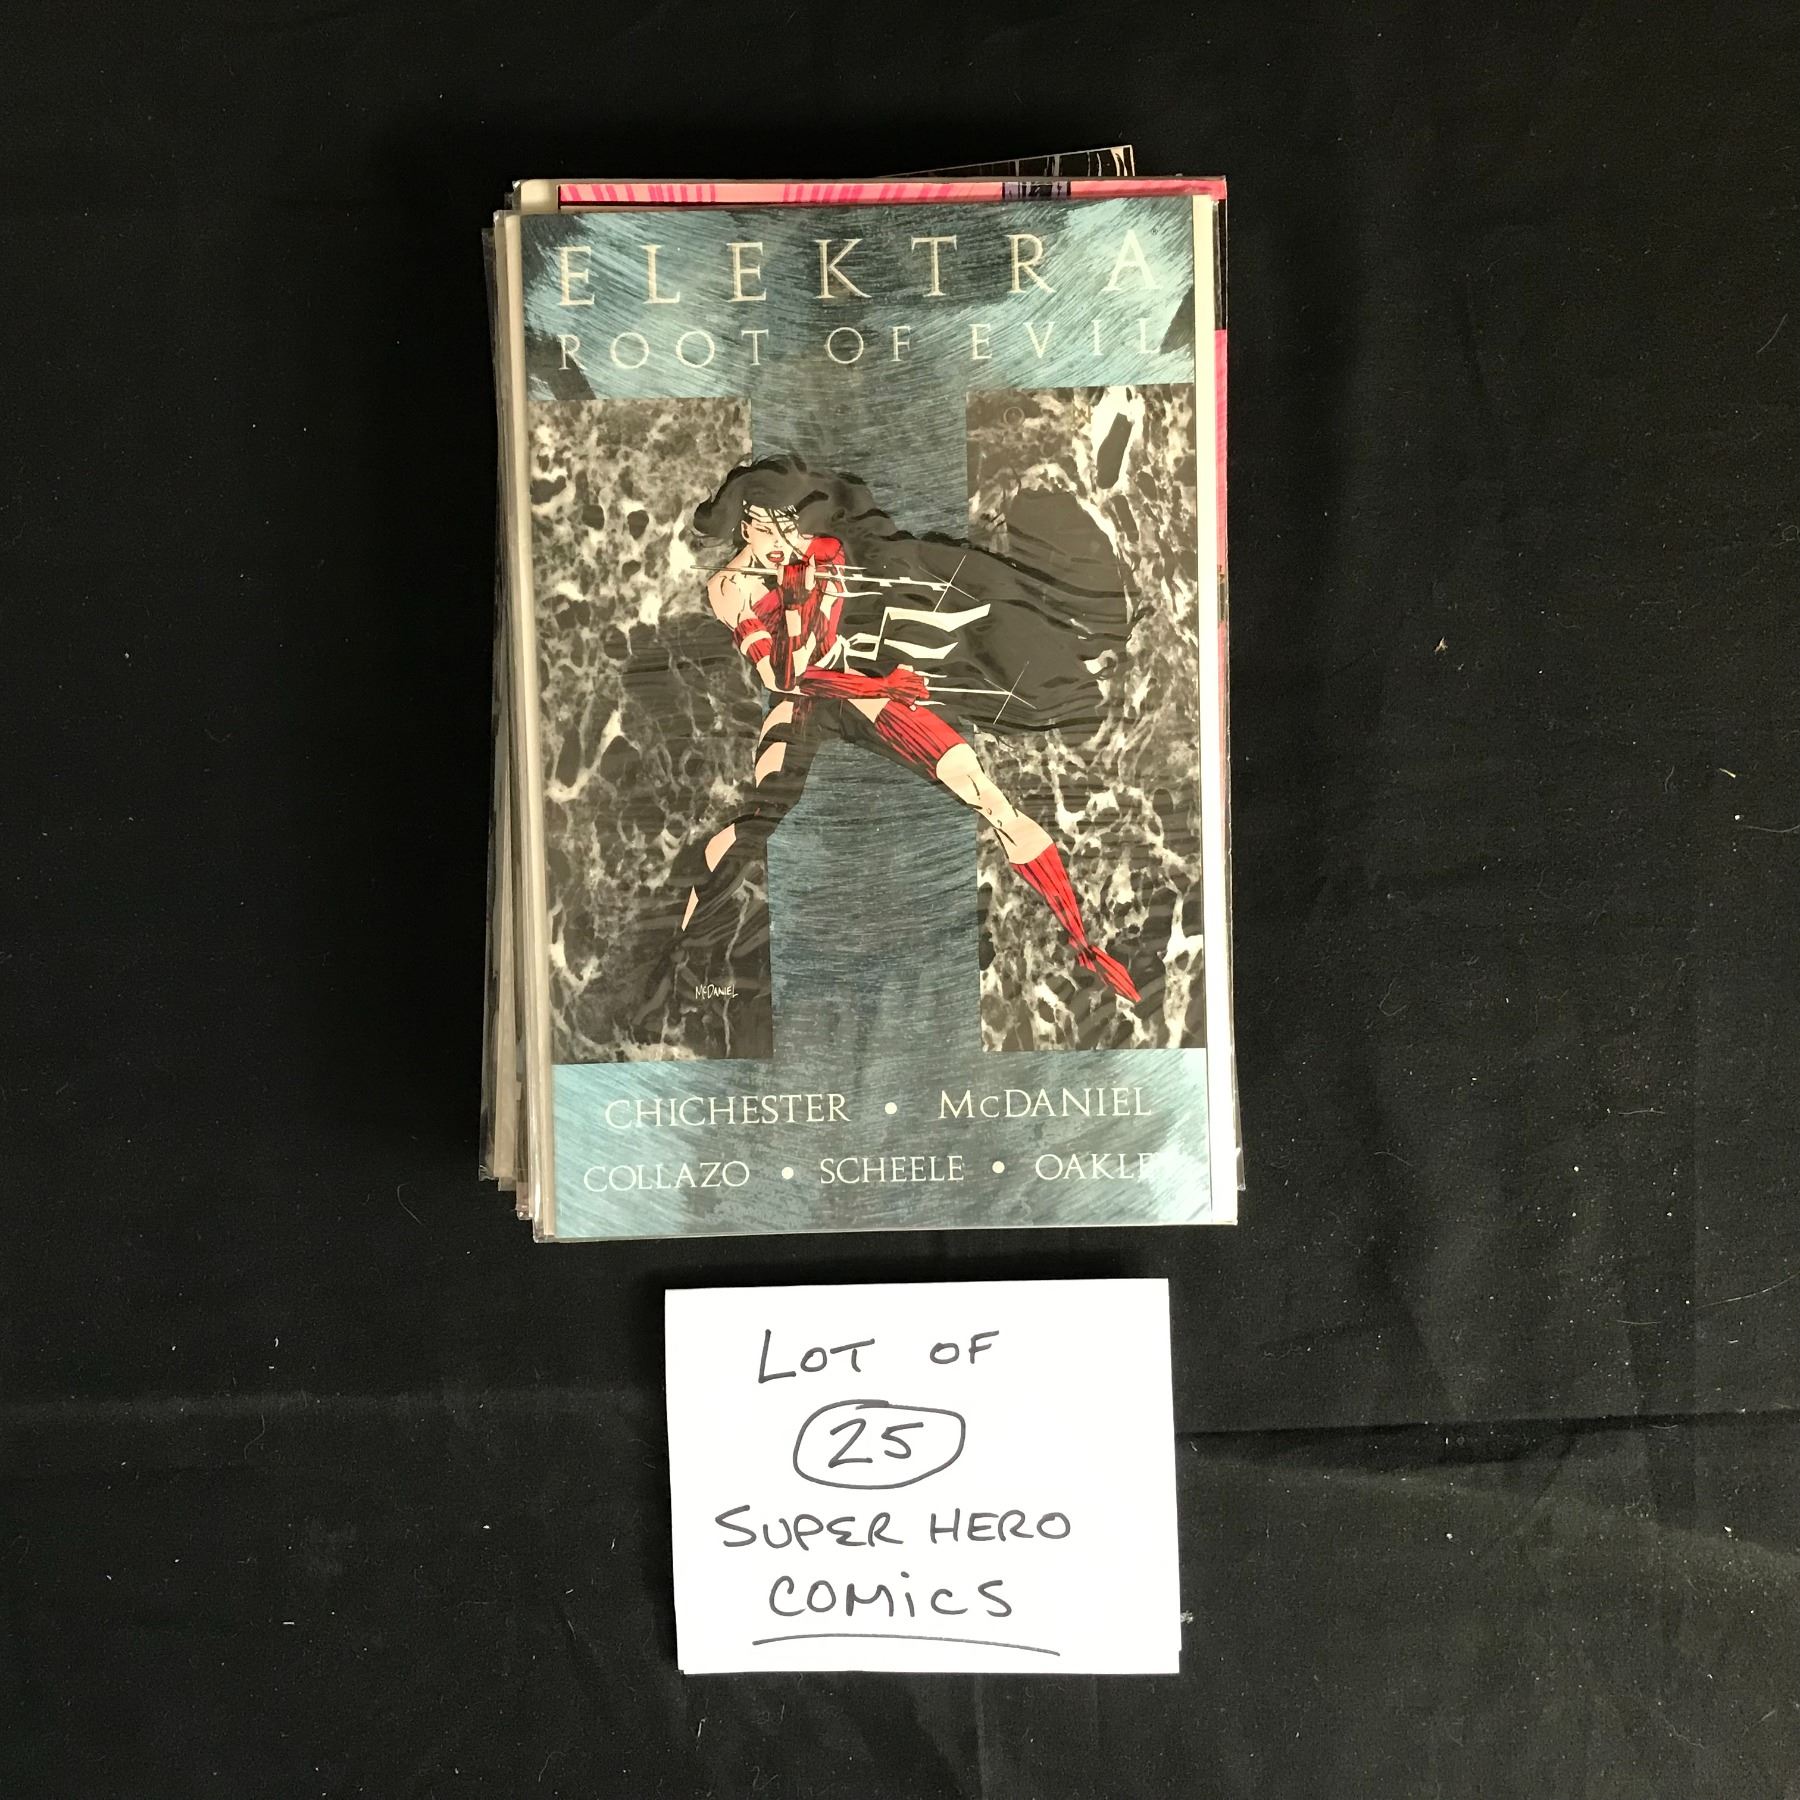 ELEKTRA®
ROOT OF EVIL
McDANIEL
CHICHESTER • McDANIEL
COLLAZO • SCHEELE • OAKLEY
LOT OF
25
SUPER HERO
COMiCS